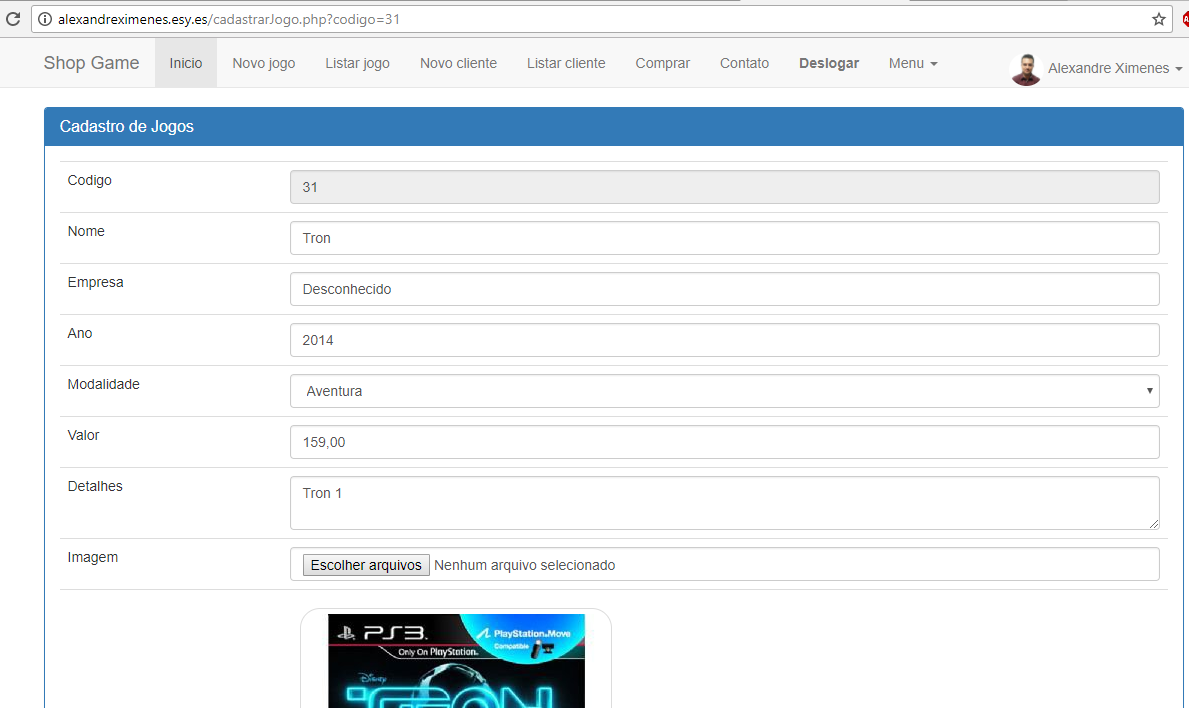 alexandreximenes.esy.es/cadastrarJogo.php?codigo=31
Shop Game Inicio Novo jogo Listar jogo Novo cliente Listar cliente Comprar Contato Deslogar Menu Alexandre Ximenes
Cadastro de Jogos
Codigo 31
Nome Tron
Empresa Desconhecido
Ano 2014
Modalidade Aventura
Valor 159,00
Detalhes Tron 1
Imagem Escolher arquivos Nenhum arquivo selecionado
PS3. PlayStation.Move
Compatible
Only On PlayStation.
Disney
TRON